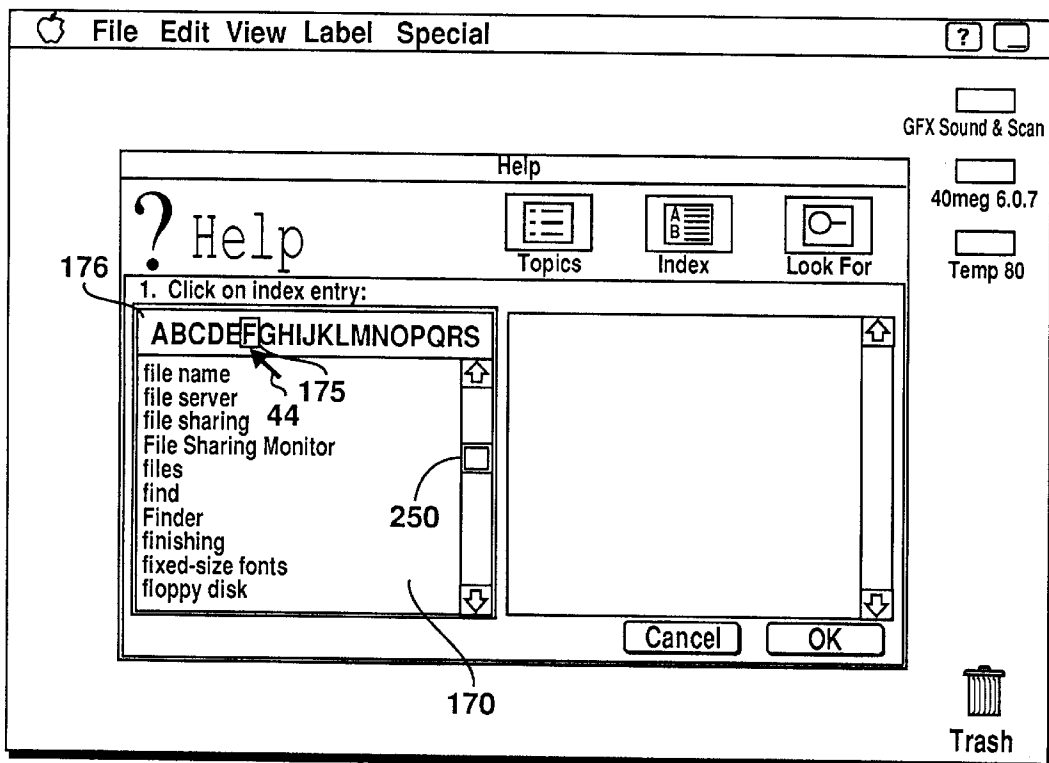 File Edit View Label Special ?
GFX Sound & Scan
40meg 6.0.7
Temp 80
Help
? Help
A
B
Topics Index Look For
176
1. Click on index entry:
ABCDEFGHIJKLMNOPQRS
file name
file server
file sharing
File Sharing Monitor
files
find
Finder
finishing
fixed-size fonts
floppy disk
175
44
250
Cancel OK
170
Trash